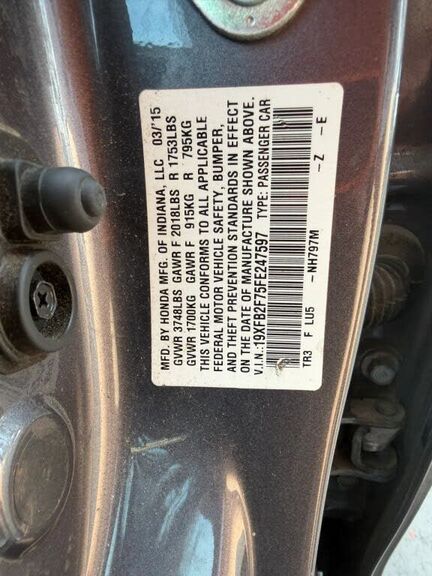 MFD. BY HONDA MFG. OF INDIANA, LLC 03/'15
GVWR 3748LBS GAWR F 2018LBS R 1753LBS
GVWR 1700KG GAWR F 915KG R 795KG
THIS VEHICLE CONFORMS TO ALL APPLICABLE
FEDERAL MOTOR VEHICLE SAFETY, BUMPER,
AND THEFT PREVENTION STANDARDS IN EFFECT
ON THE DATE OF MANUFACTURE SHOWN ABOVE.
V.I.N.:19XFB2F75FE247597 TYPE: PASSENGER CAR
TR3 F LU5 -NH797M -Z -E